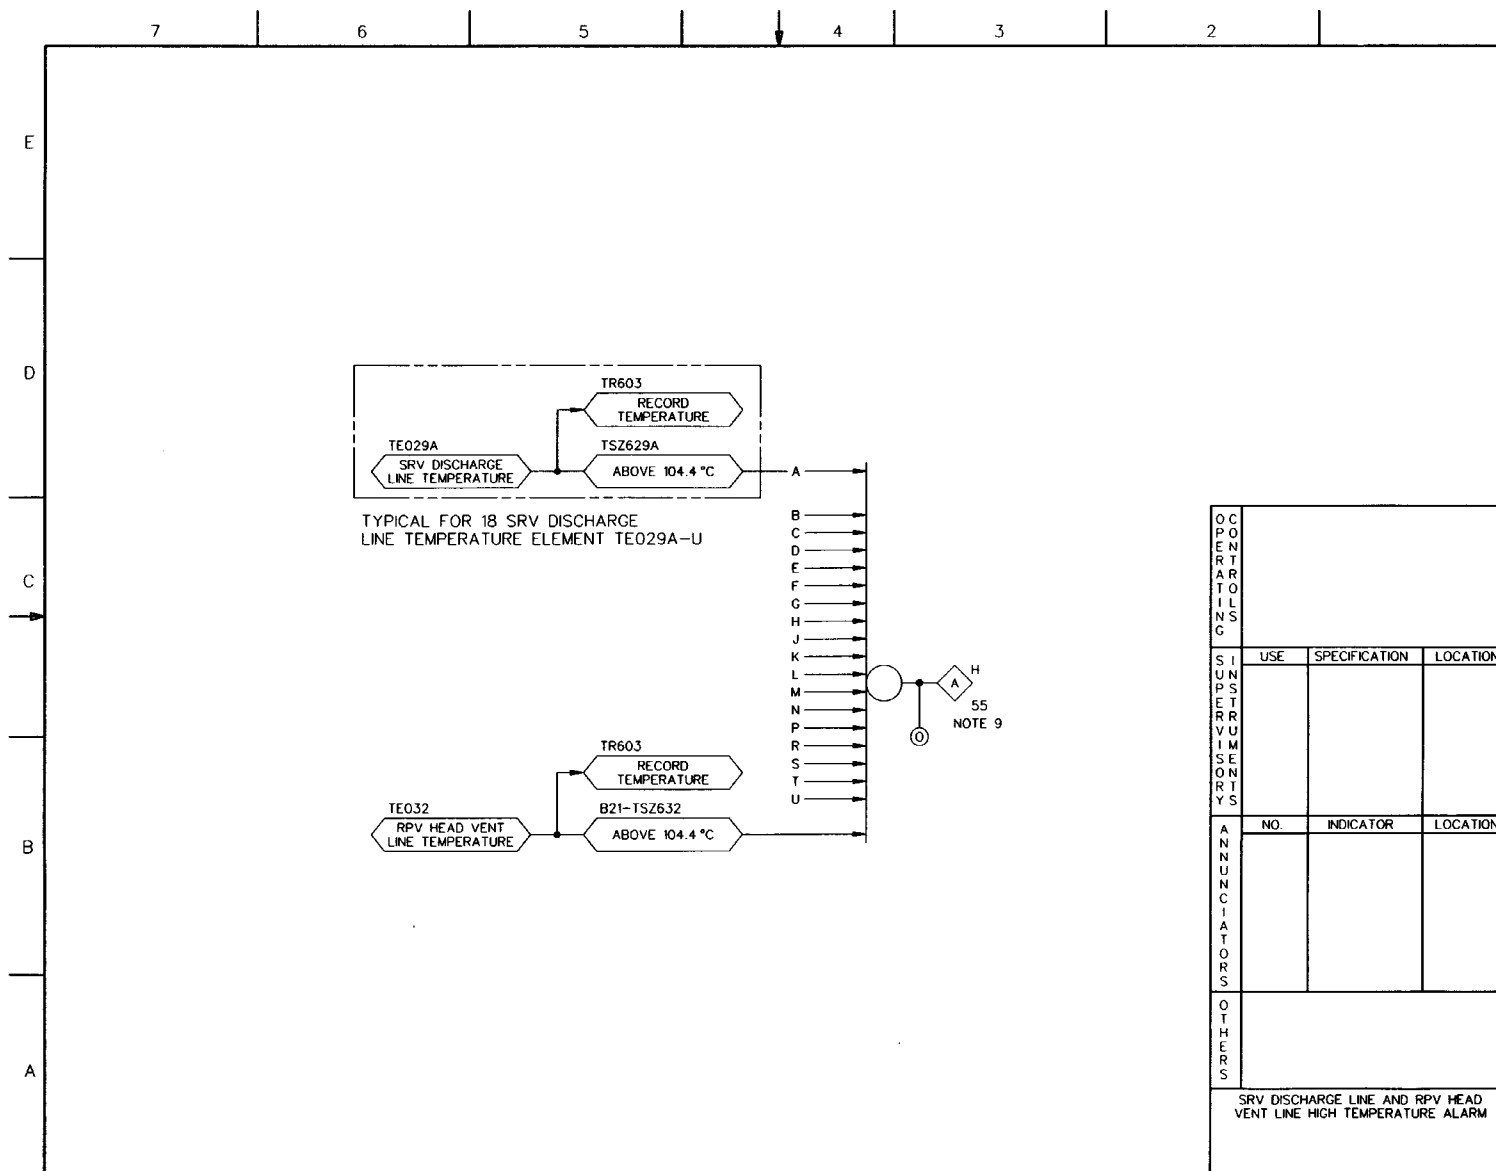 7 6 5 4 3 2
E
D
C
B
A
TR603
RECORD
TEMPERATURE
TE029A
SRV DISCHARGE
LINE TEMPERATURE
TSZ629A
ABOVE 104.4 °C
TYPICAL FOR 18 SRV DISCHARGE
LINE TEMPERATURE ELEMENT TE029A-U
A
B
C
D
E
F
G
H
J
K
L
M
N
P
R
S
T
U
A
H
55
NOTE 9
O
TR603
RECORD
TEMPERATURE
TE032
RPV HEAD VENT
LINE TEMPERATURE
B21-TSZ632
ABOVE 104.4 °C
OPERATING
CONTROLS
SUPERVISORY
INSTRUMENTS
USE SPECIFICATION LOCATION
ANNUNCIATORS
NO. INDICATOR LOCATION
OTHERS
SRV DISCHARGE LINE AND RPV HEAD
VENT LINE HIGH TEMPERATURE ALARM